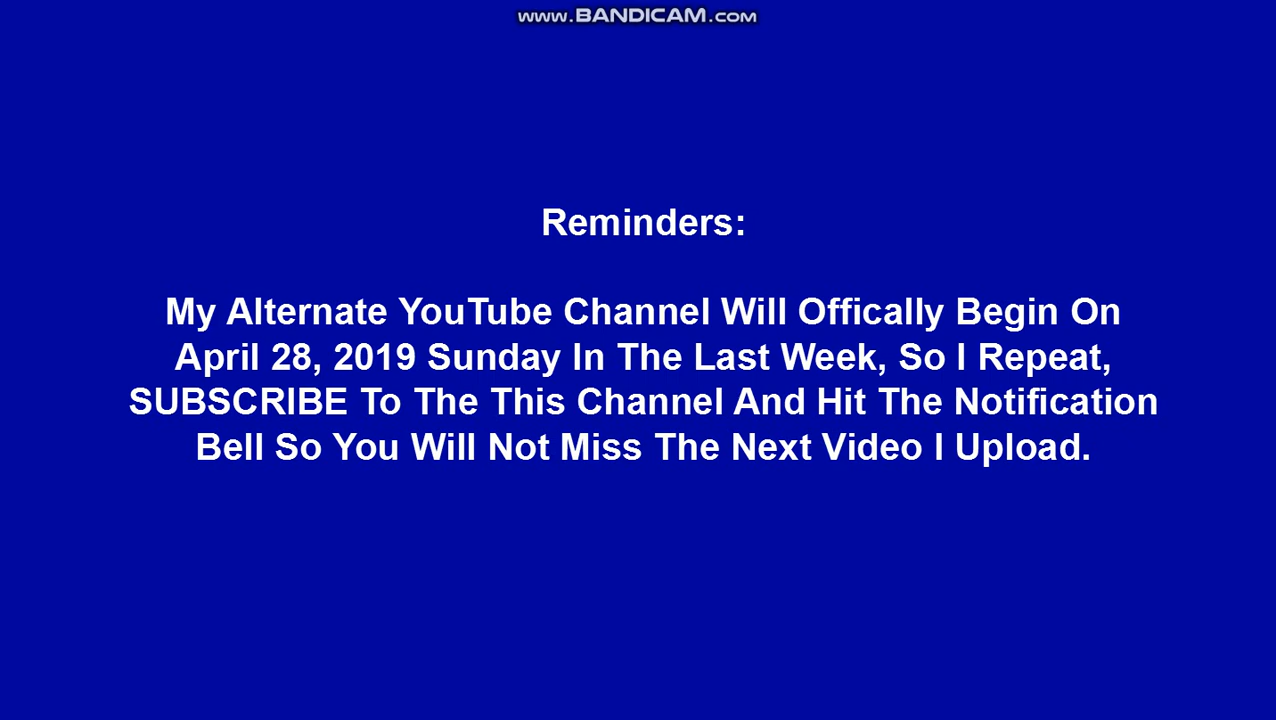 www.BANDICAM.com
Reminders:
My Alternate YouTube Channel Will Offically Begin On
April 28, 2019 Sunday In The Last Week, So I Repeat,
SUBSCRIBE To The This Channel And Hit The Notification
Bell So You Will Not Miss The Next Video I Upload.